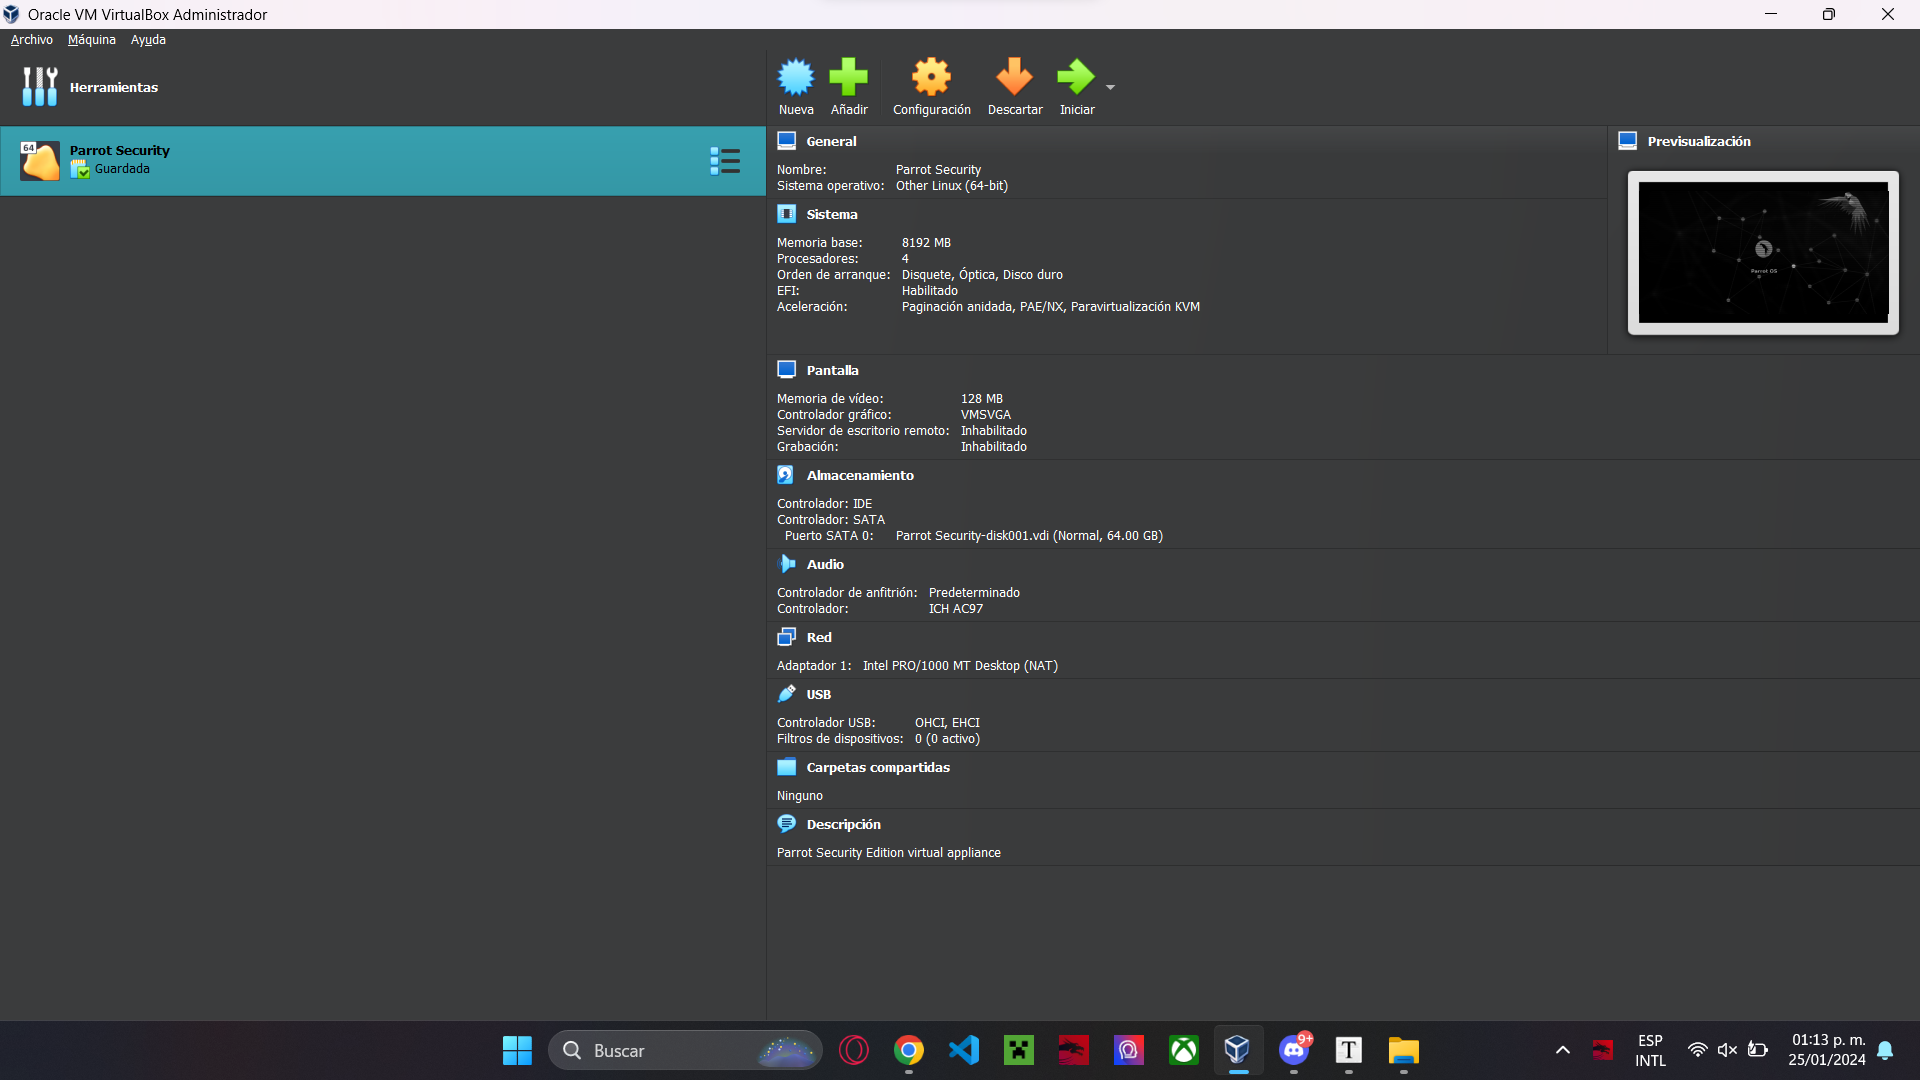 Oracle VM VirtualBox Administrador
Archivo Máquina Ayuda
Herramientas
Nueva Añadir Configuración Descartar Iniciar
64
Parrot Security
Guardada
General
Nombre: Parrot Security
Sistema operativo: Other Linux (64-bit)
Sistema
Memoria base: 8192 MB
Procesadores: 4
Orden de arranque: Disquete, Óptica, Disco duro
EFI: Habilitado
Aceleración: Paginación anidada, PAE/NX, Paravirtualización KVM
Previsualización
Parrot OS
Pantalla
Memoria de vídeo: 128 MB
Controlador gráfico: VMSVGA
Servidor de escritorio remoto: Inhabilitado
Grabación: Inhabilitado
Almacenamiento
Controlador: IDE
Controlador: SATA
Puerto SATA 0: Parrot Security-disk001.vdi (Normal, 64.00 GB)
Audio
Controlador de anfitrión: Predeterminado
Controlador: ICH AC97
Red
Adaptador 1: Intel PRO/1000 MT Desktop (NAT)
USB
Controlador USB: OHCI, EHCI
Filtros de dispositivos: 0 (0 activo)
Carpetas compartidas
Ninguno
Descripción
Parrot Security Edition virtual appliance
Buscar
9+
T
ESP
INTL
01:13 p. m.
25/01/2024